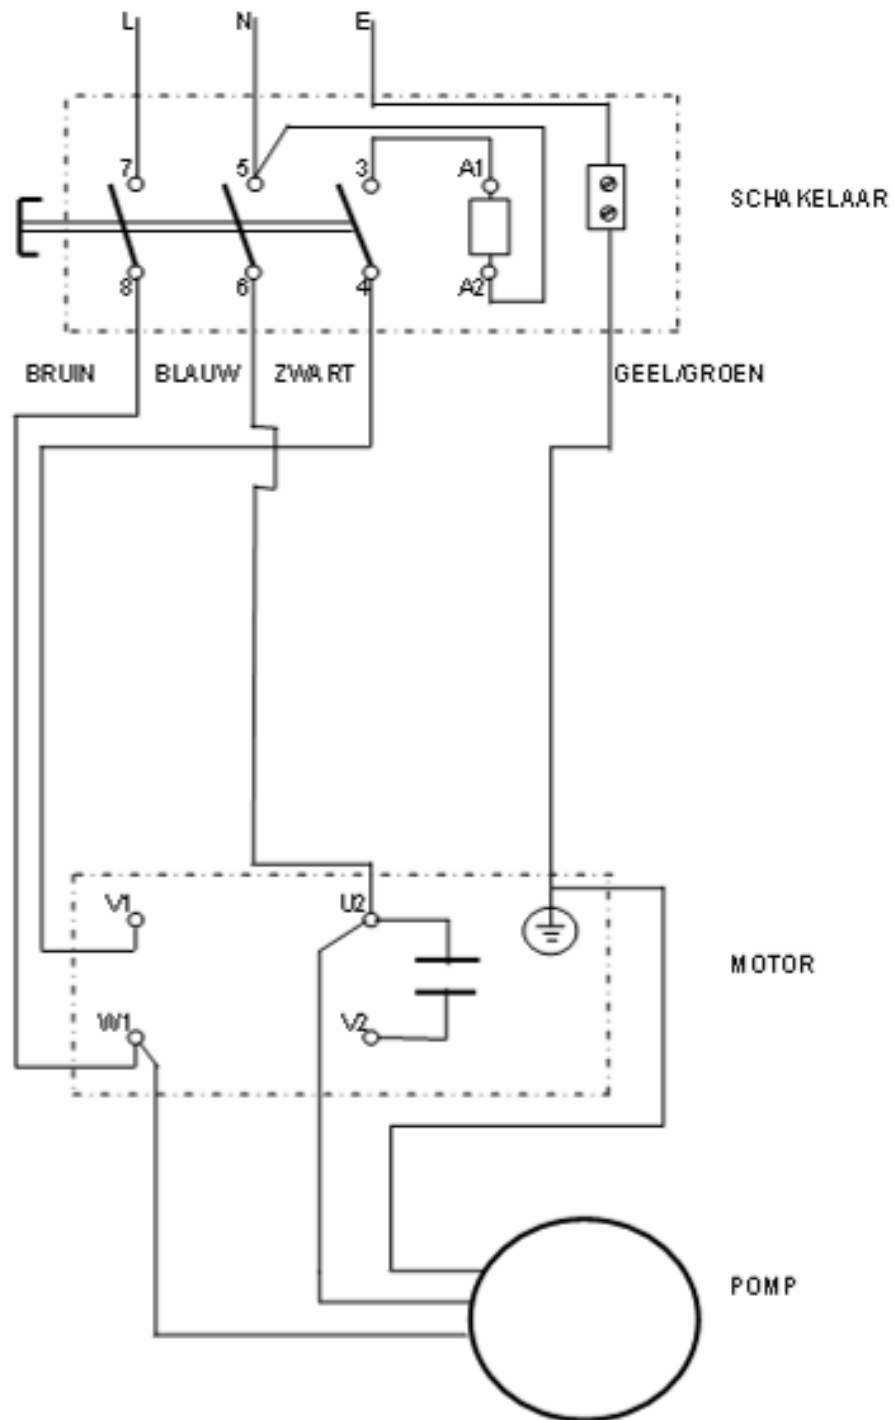 L N E
7 5 3 A1
SCHAKELAAR
8 6 4 A2
BRUIN BLAUW ZWART GEEL/GROEN
V1 U2
MOTOR
W1 V2
POMP